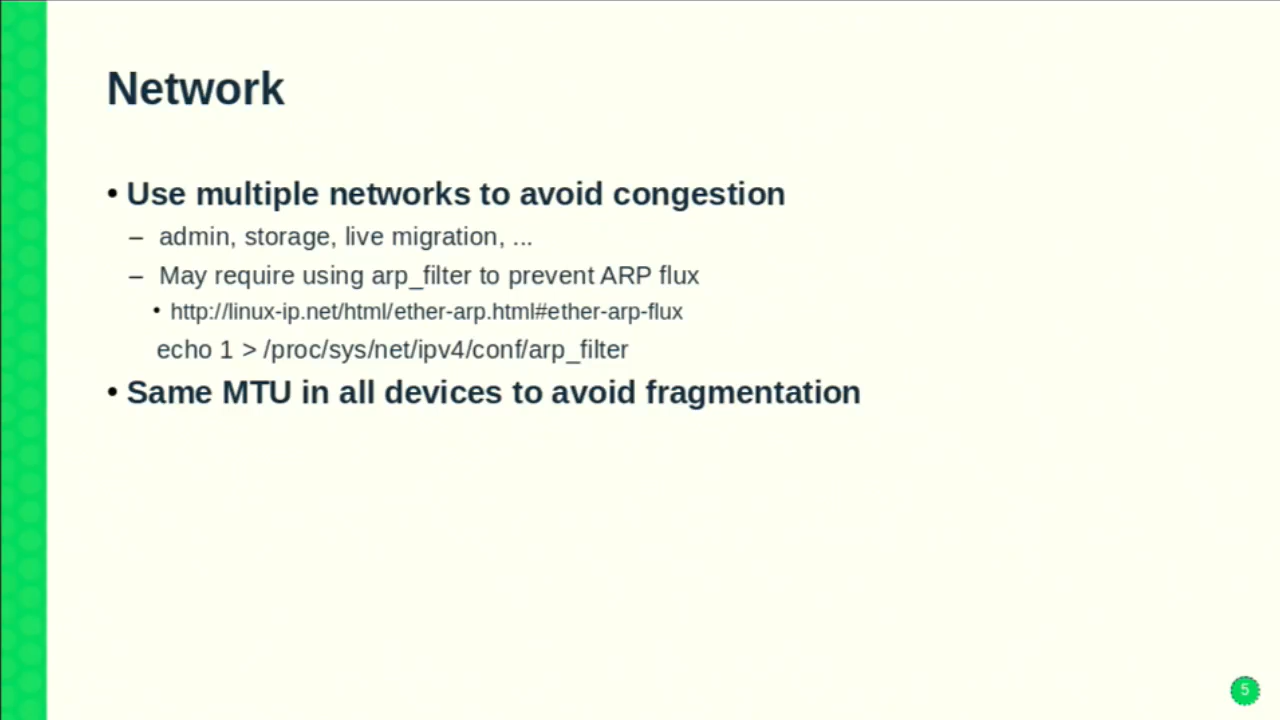 Network
• Use multiple networks to avoid congestion
– admin, storage, live migration, ...
– May require using arp_filter to prevent ARP flux
• http://linux-ip.net/html/ether-arp.html#ether-arp-flux
echo 1 > /proc/sys/net/ipv4/conf/arp_filter
• Same MTU in all devices to avoid fragmentation
5